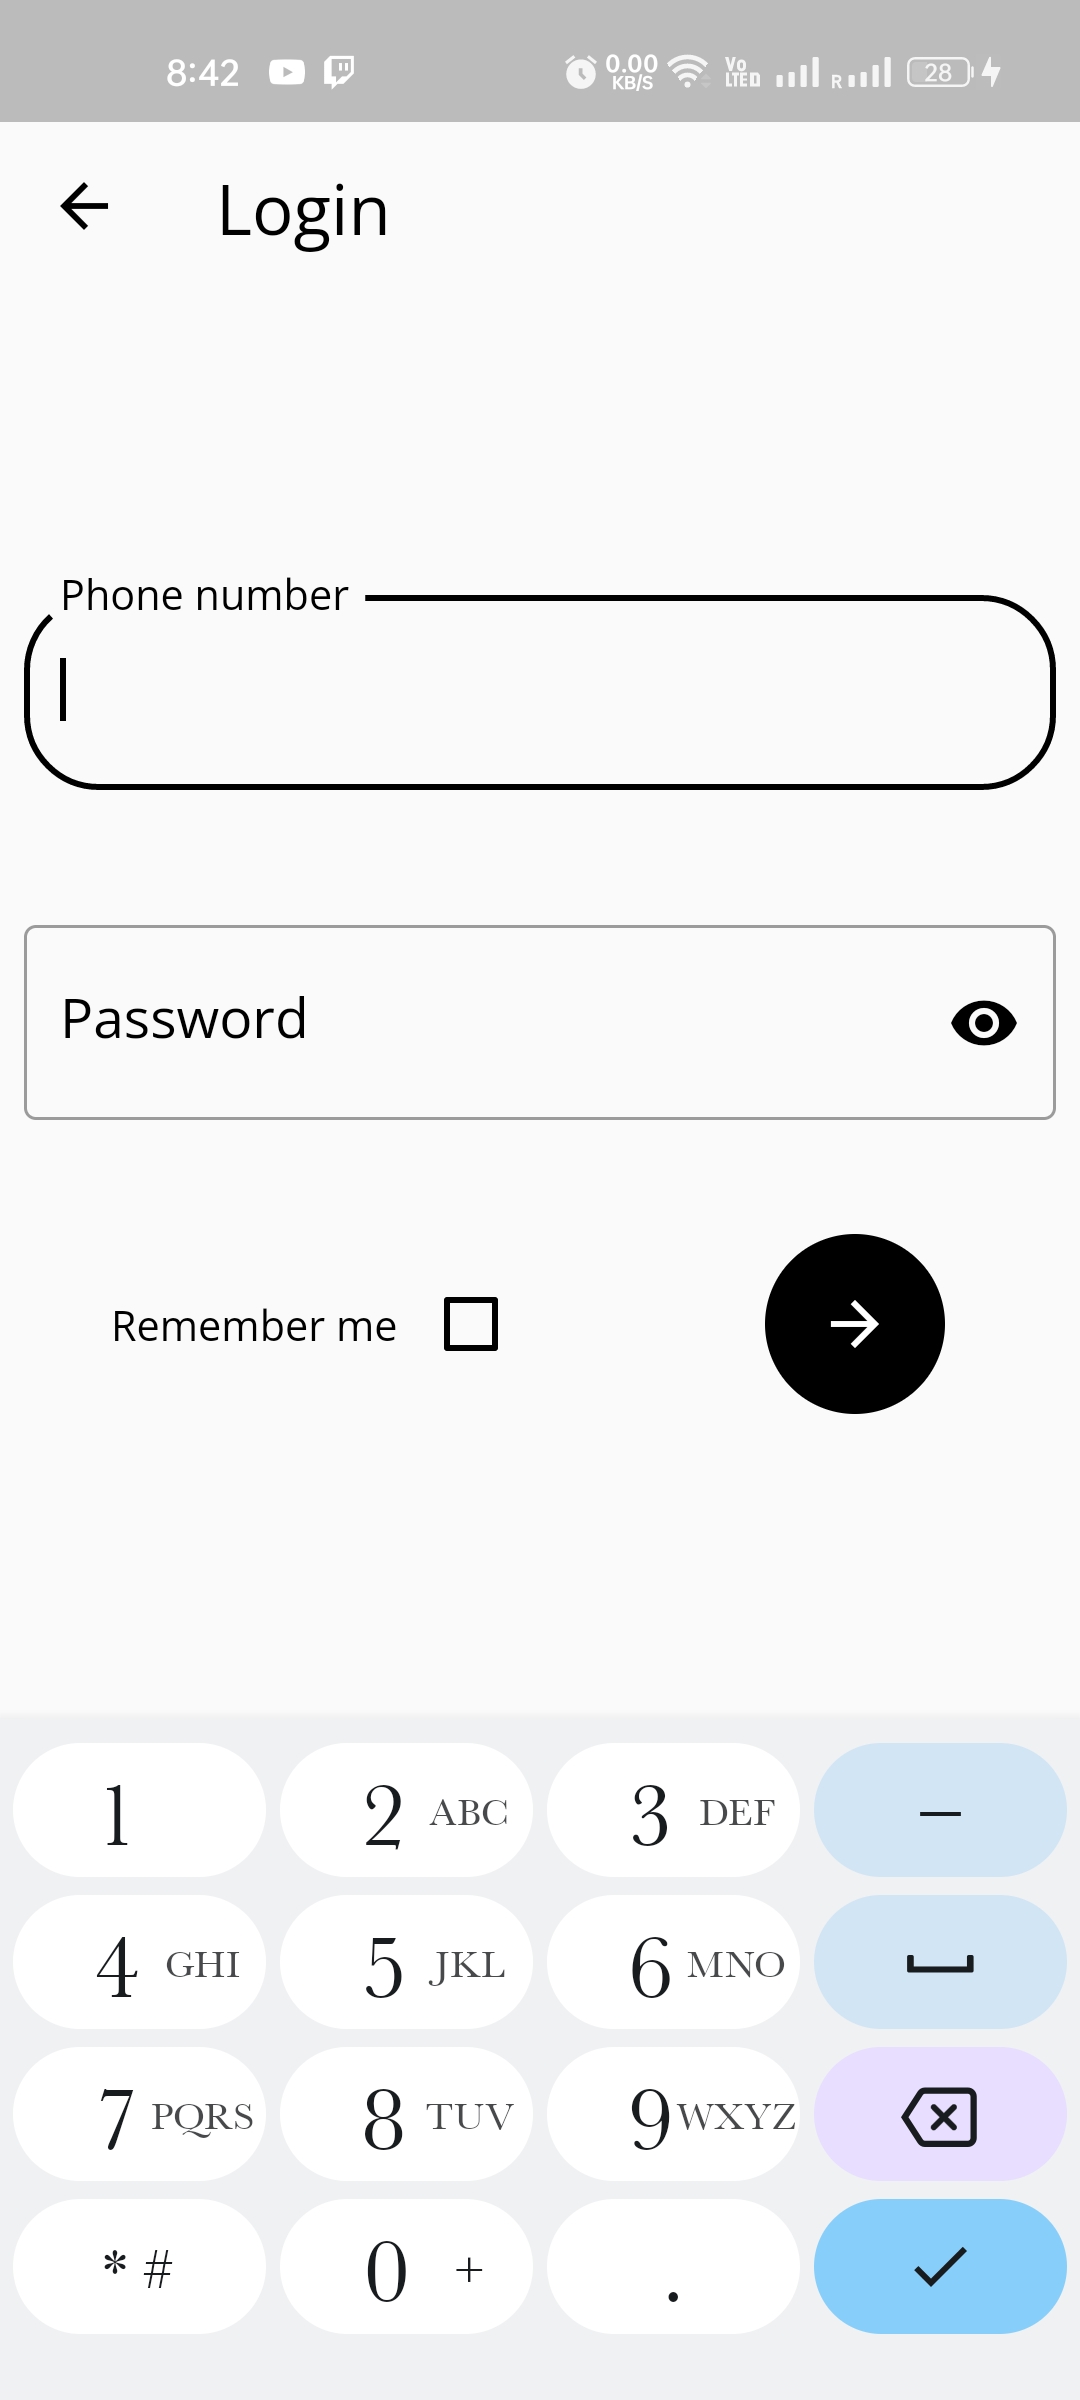 8:42 0.00 KB/S Vo LTED R 28
Login
Phone number
Password
Remember me
1 2 ABC 3 DEF –
4 GHI 5 JKL 6 MNO
7 PQRS 8 TUV 9 WXYZ
* # 0 + .